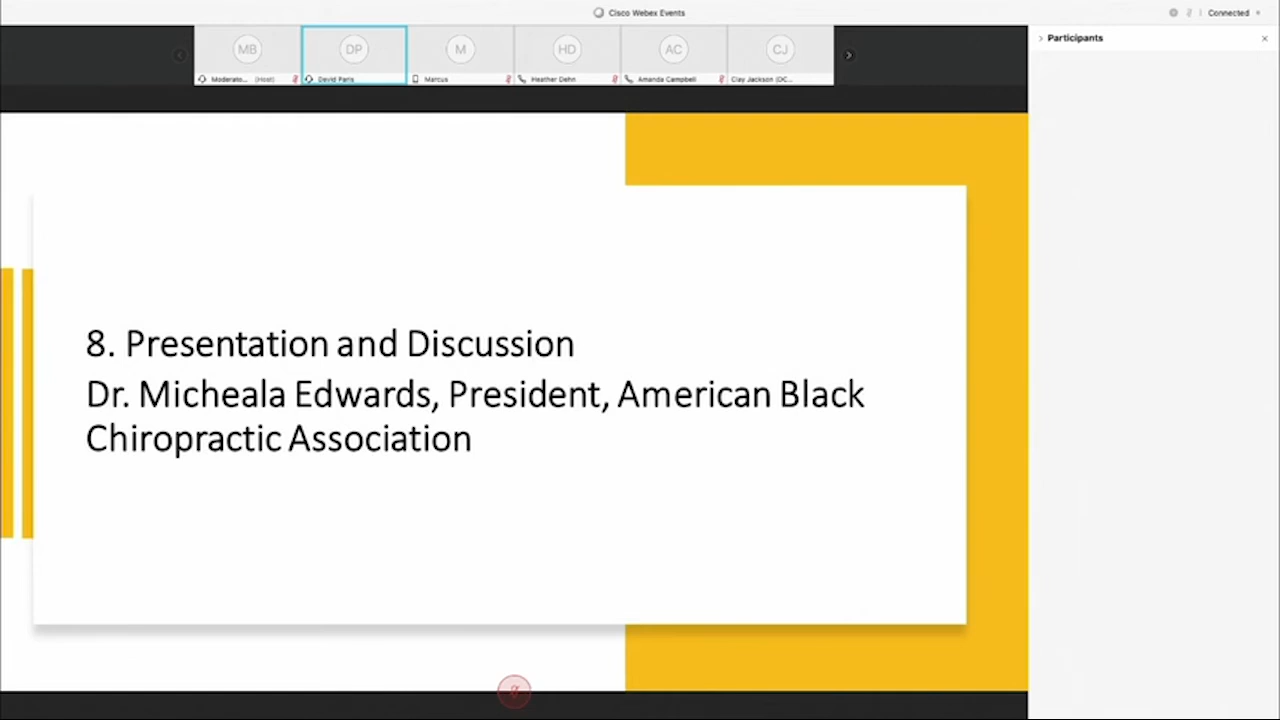 Cisco Webex Events
Connected
Participants
MB
DP
M
HD
AC
CJ
Moderato... (Host)
David Paris
Marcus
Heather Dehn
Amanda Campbell
Clay Jackson (OC...
8. Presentation and Discussion
Dr. Micheala Edwards, President, American Black
Chiropractic Association